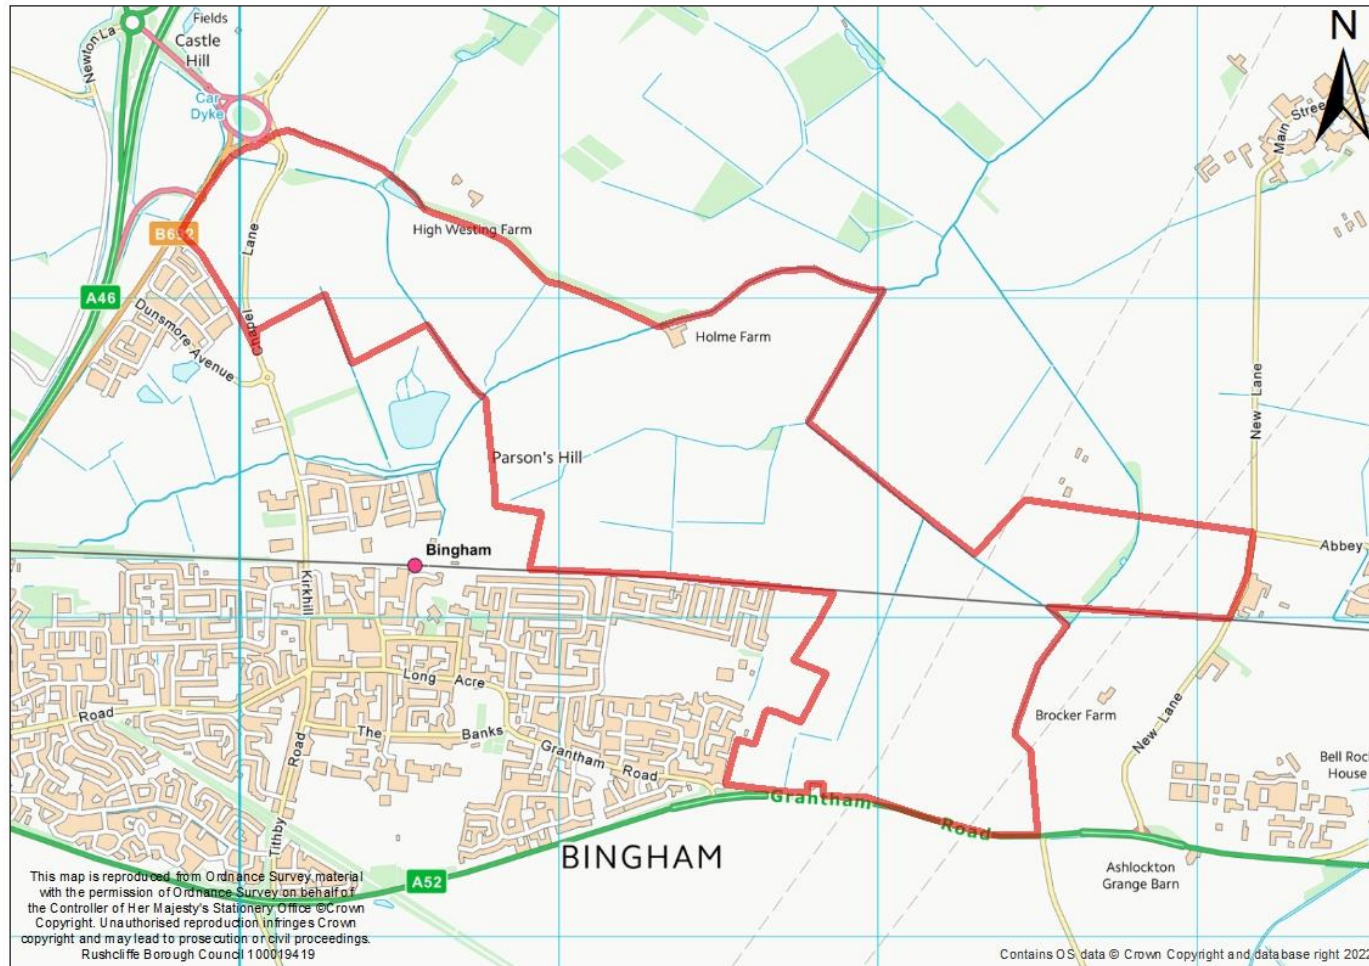 Fields
Castle
Hill
Newton La
Car
Dyke
N
Main Stree
High Westing Farm
Lane
A46
Dunsmore Avenue
Chapel
Holme Farm
New Lane
Parson's Hill
Abbey
Bingham
Kirkhill
Long Acre
Road
The Banks
Grantham Road
Road
Tithby
Brocker Farm
New Lane
Bell Roc
House
Grantham Road
BINGHAM
Ashlockton
Grange Barn
A52
This map is reproduced from Ordnance Survey material
with the permission of Ordnance Survey on behalf of
the Controller of Her Majesty's Stationery Office ©Crown
Copyright. Unauthorised reproduction infringes Crown
copyright and may lead to prosecution or civil proceedings.
Rushcliffe Borough Council 100019419
Contains OS data © Crown Copyright and database right 2022